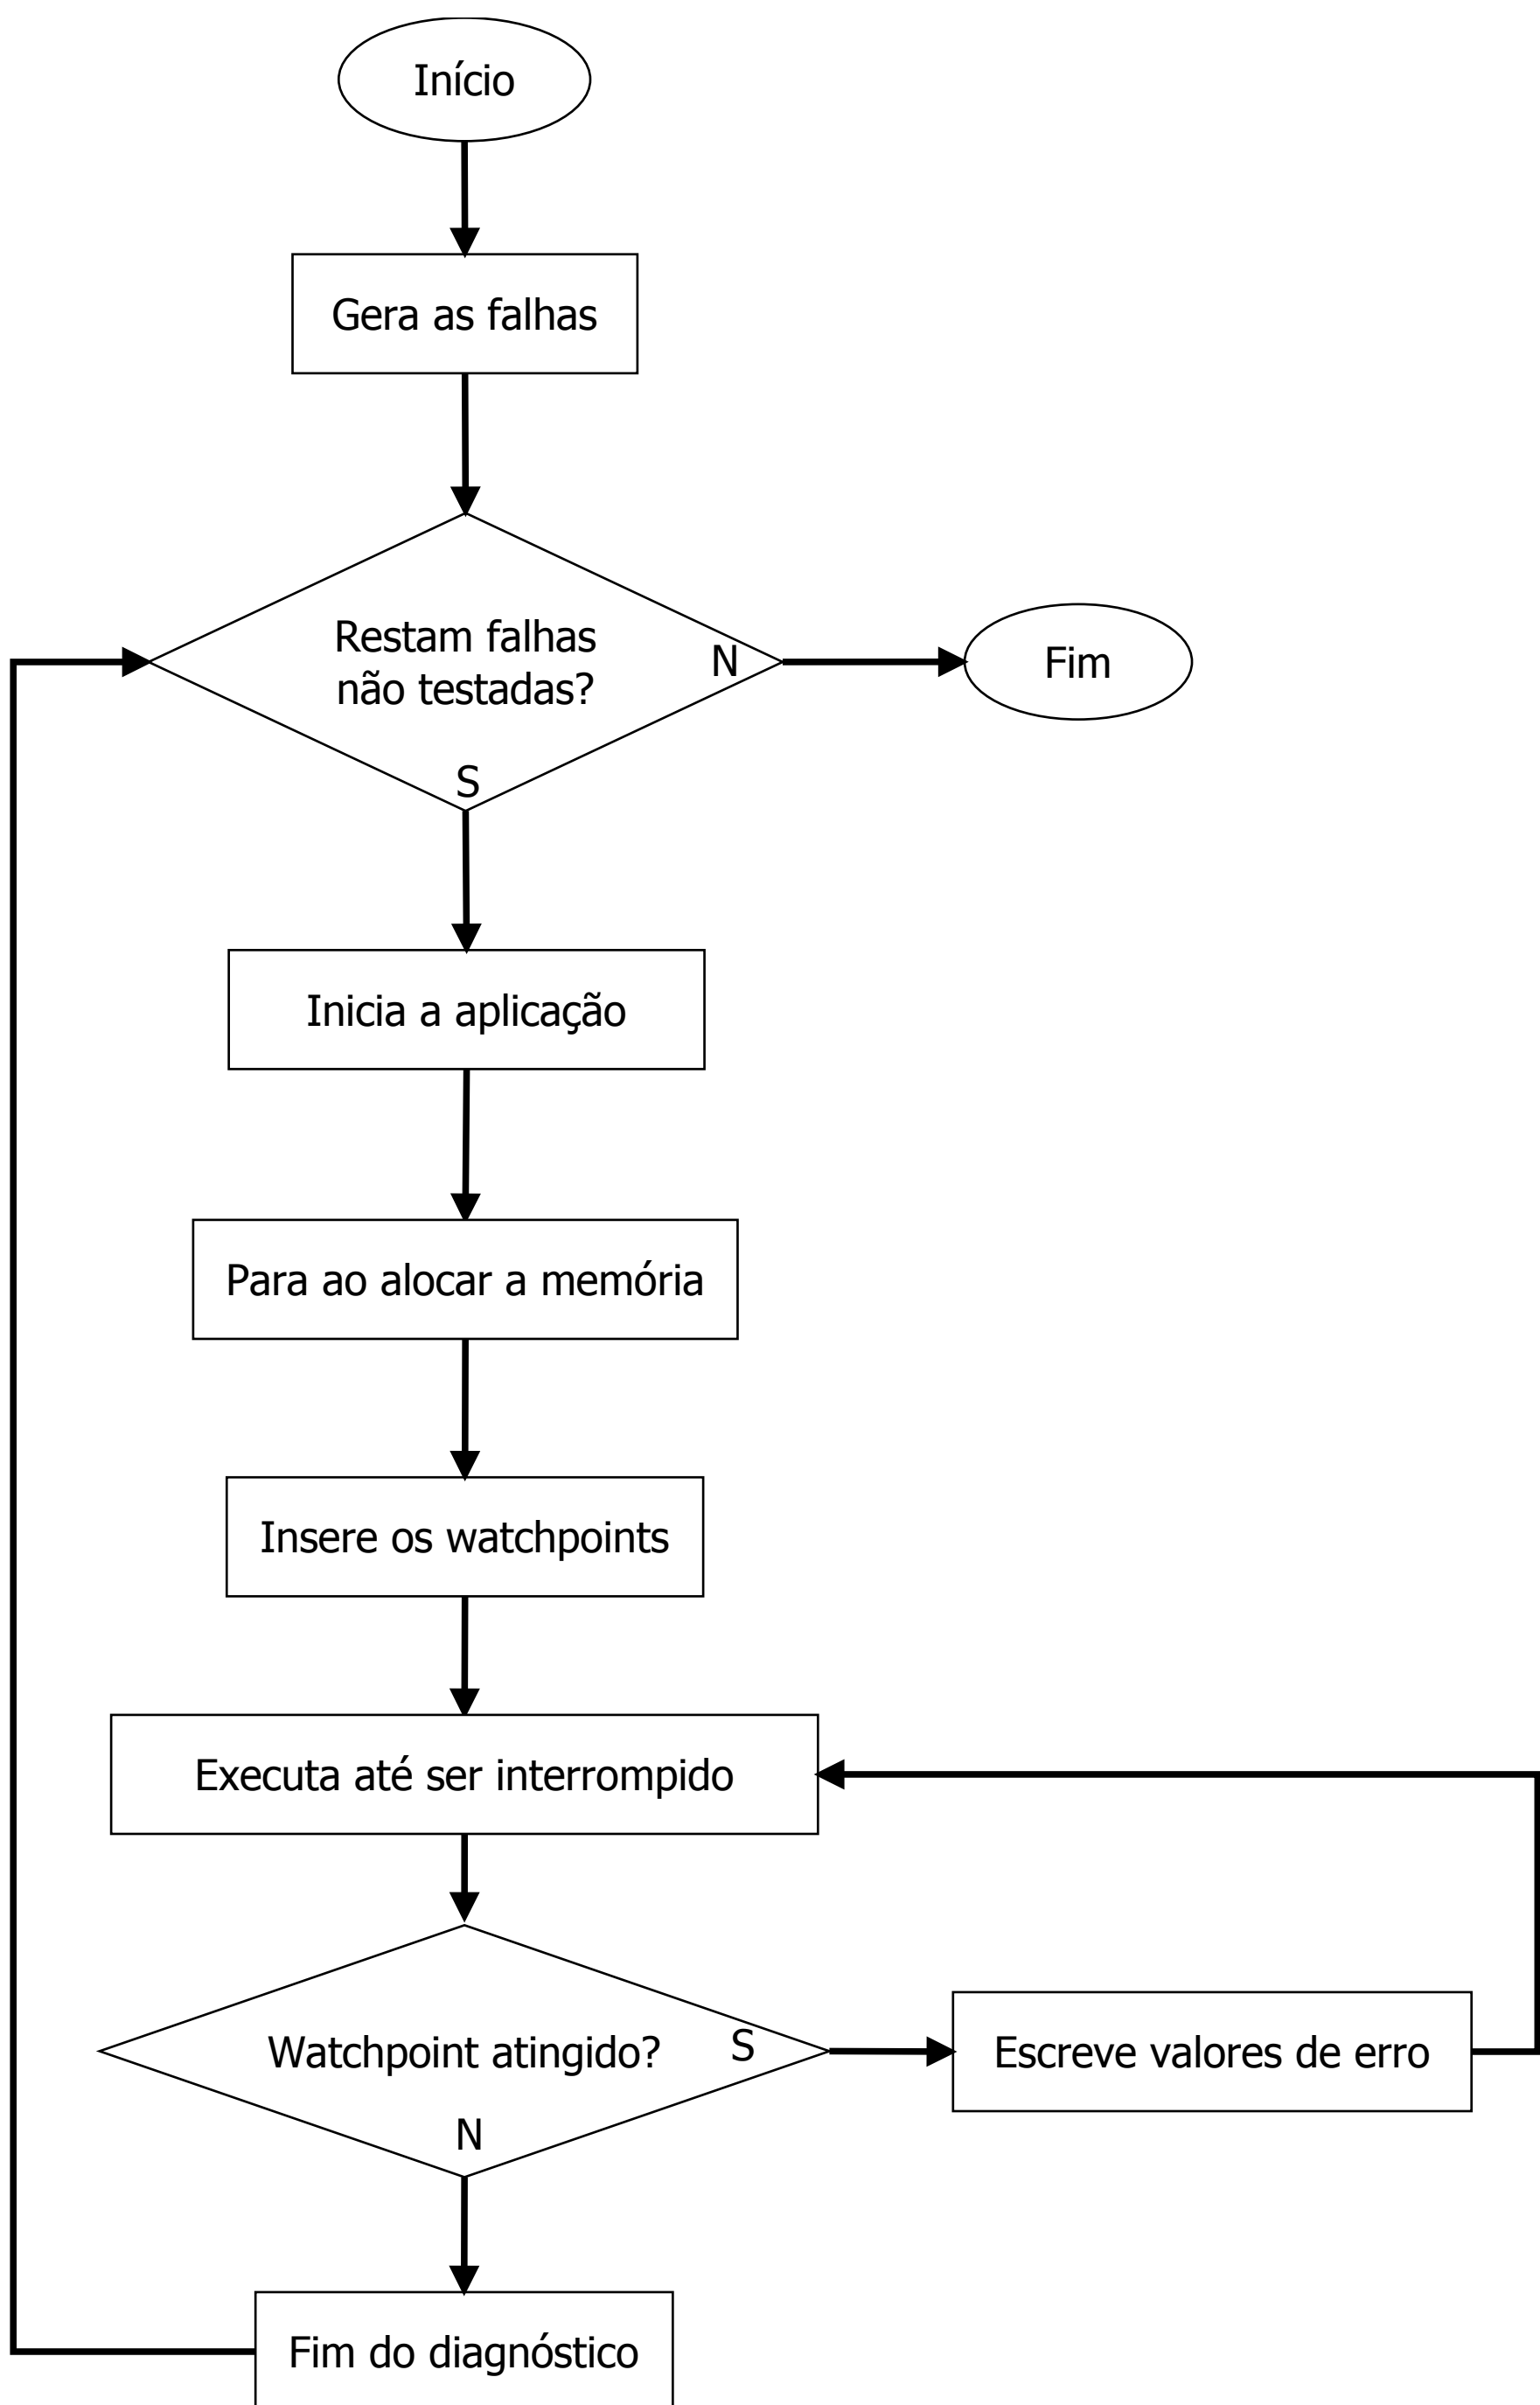 Início
Gera as falhas
Restam falhas
não testadas?
N
Fim
S
Inicia a aplicação
Para ao alocar a memória
Insere os watchpoints
Executa até ser interrompido
Watchpoint atingido?
S
Escreve valores de erro
N
Fim do diagnóstico